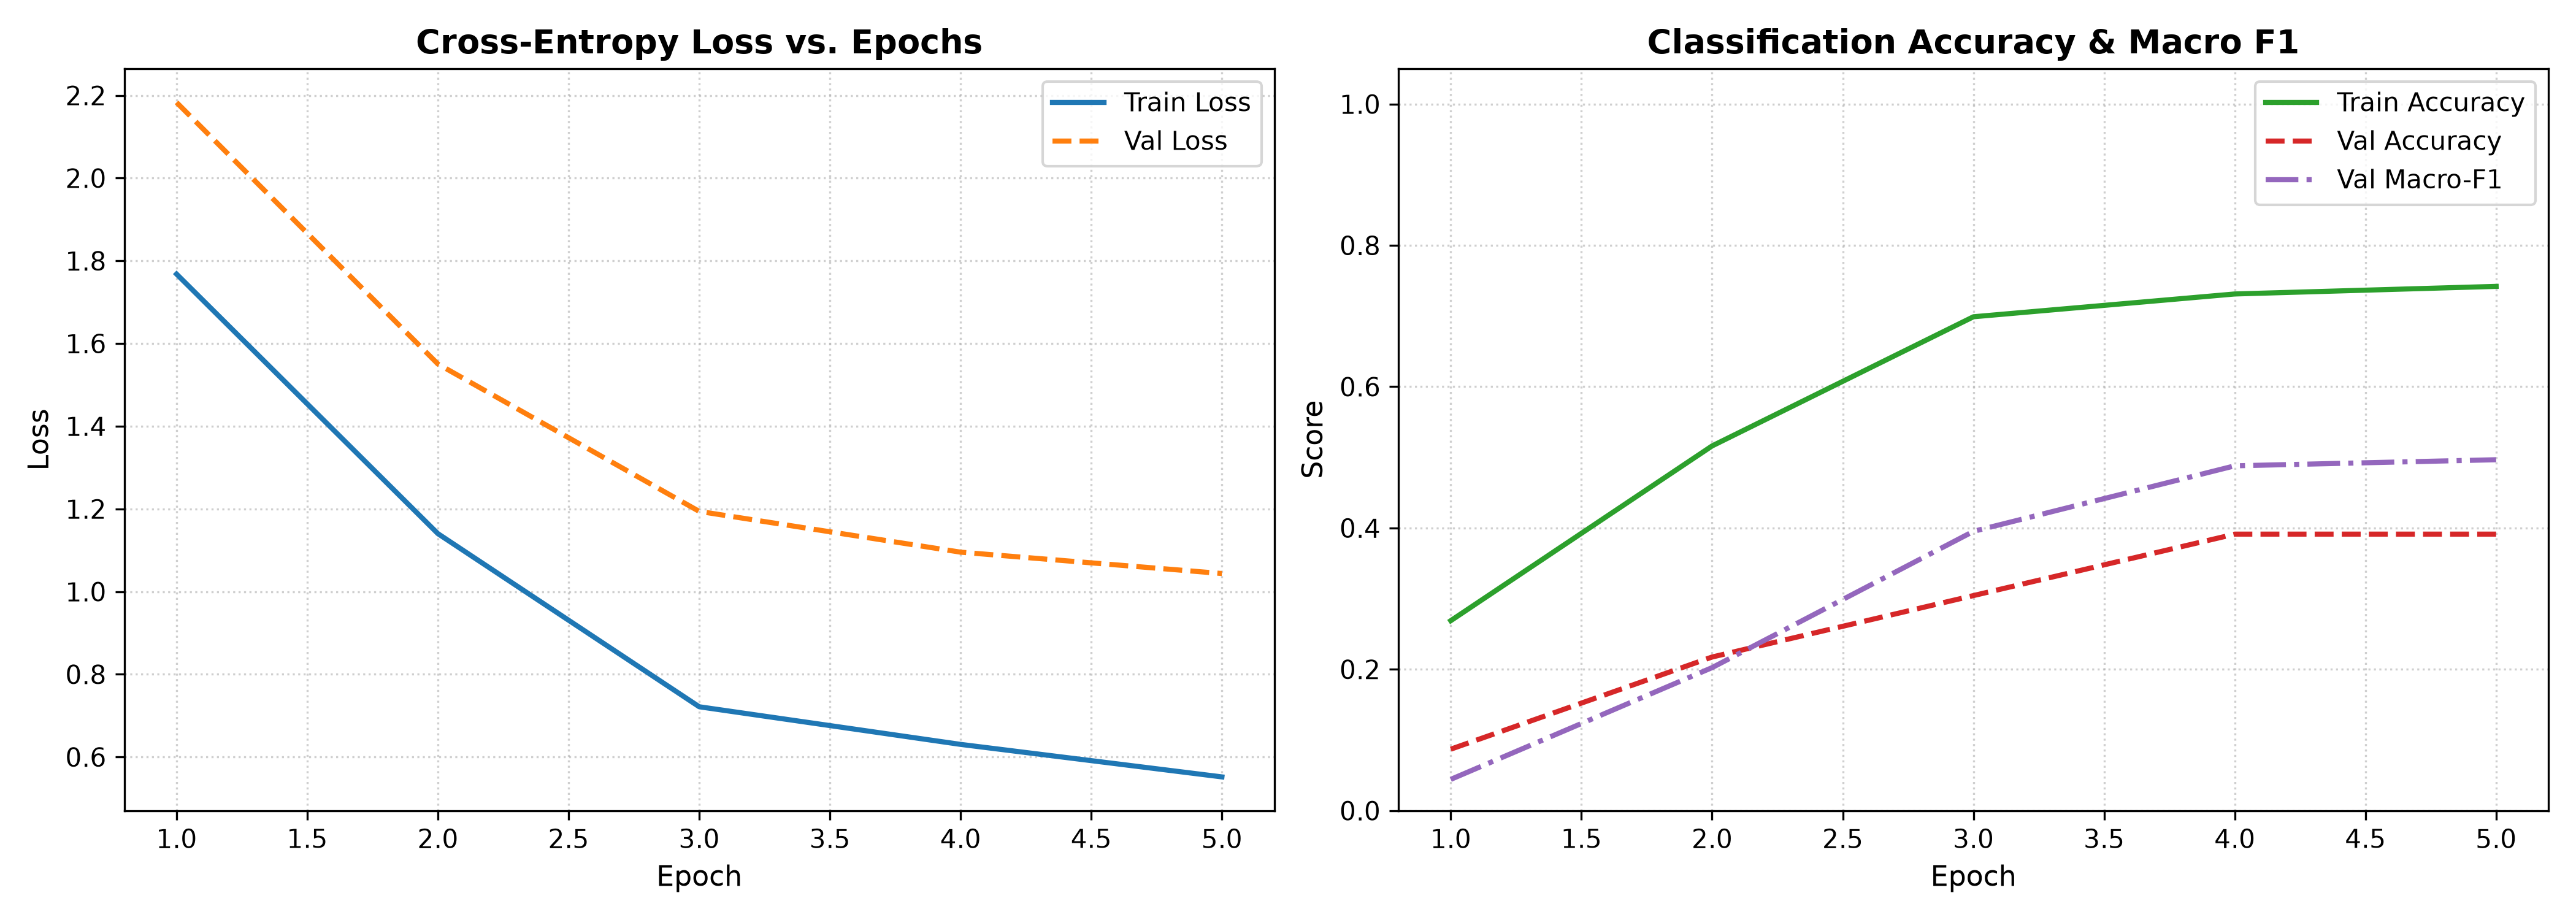 Cross-Entropy Loss vs. Epochs
Train Loss
Val Loss
2.2
2.0
1.8
1.6
1.4
1.2
1.0
0.8
0.6
Loss
1.0 1.5 2.0 2.5 3.0 3.5 4.0 4.5 5.0
Epoch
Classification Accuracy & Macro F1
Train Accuracy
Val Accuracy
Val Macro-F1
1.0
0.8
0.6
0.4
0.2
0.0
Score
1.0 1.5 2.0 2.5 3.0 3.5 4.0 4.5 5.0
Epoch